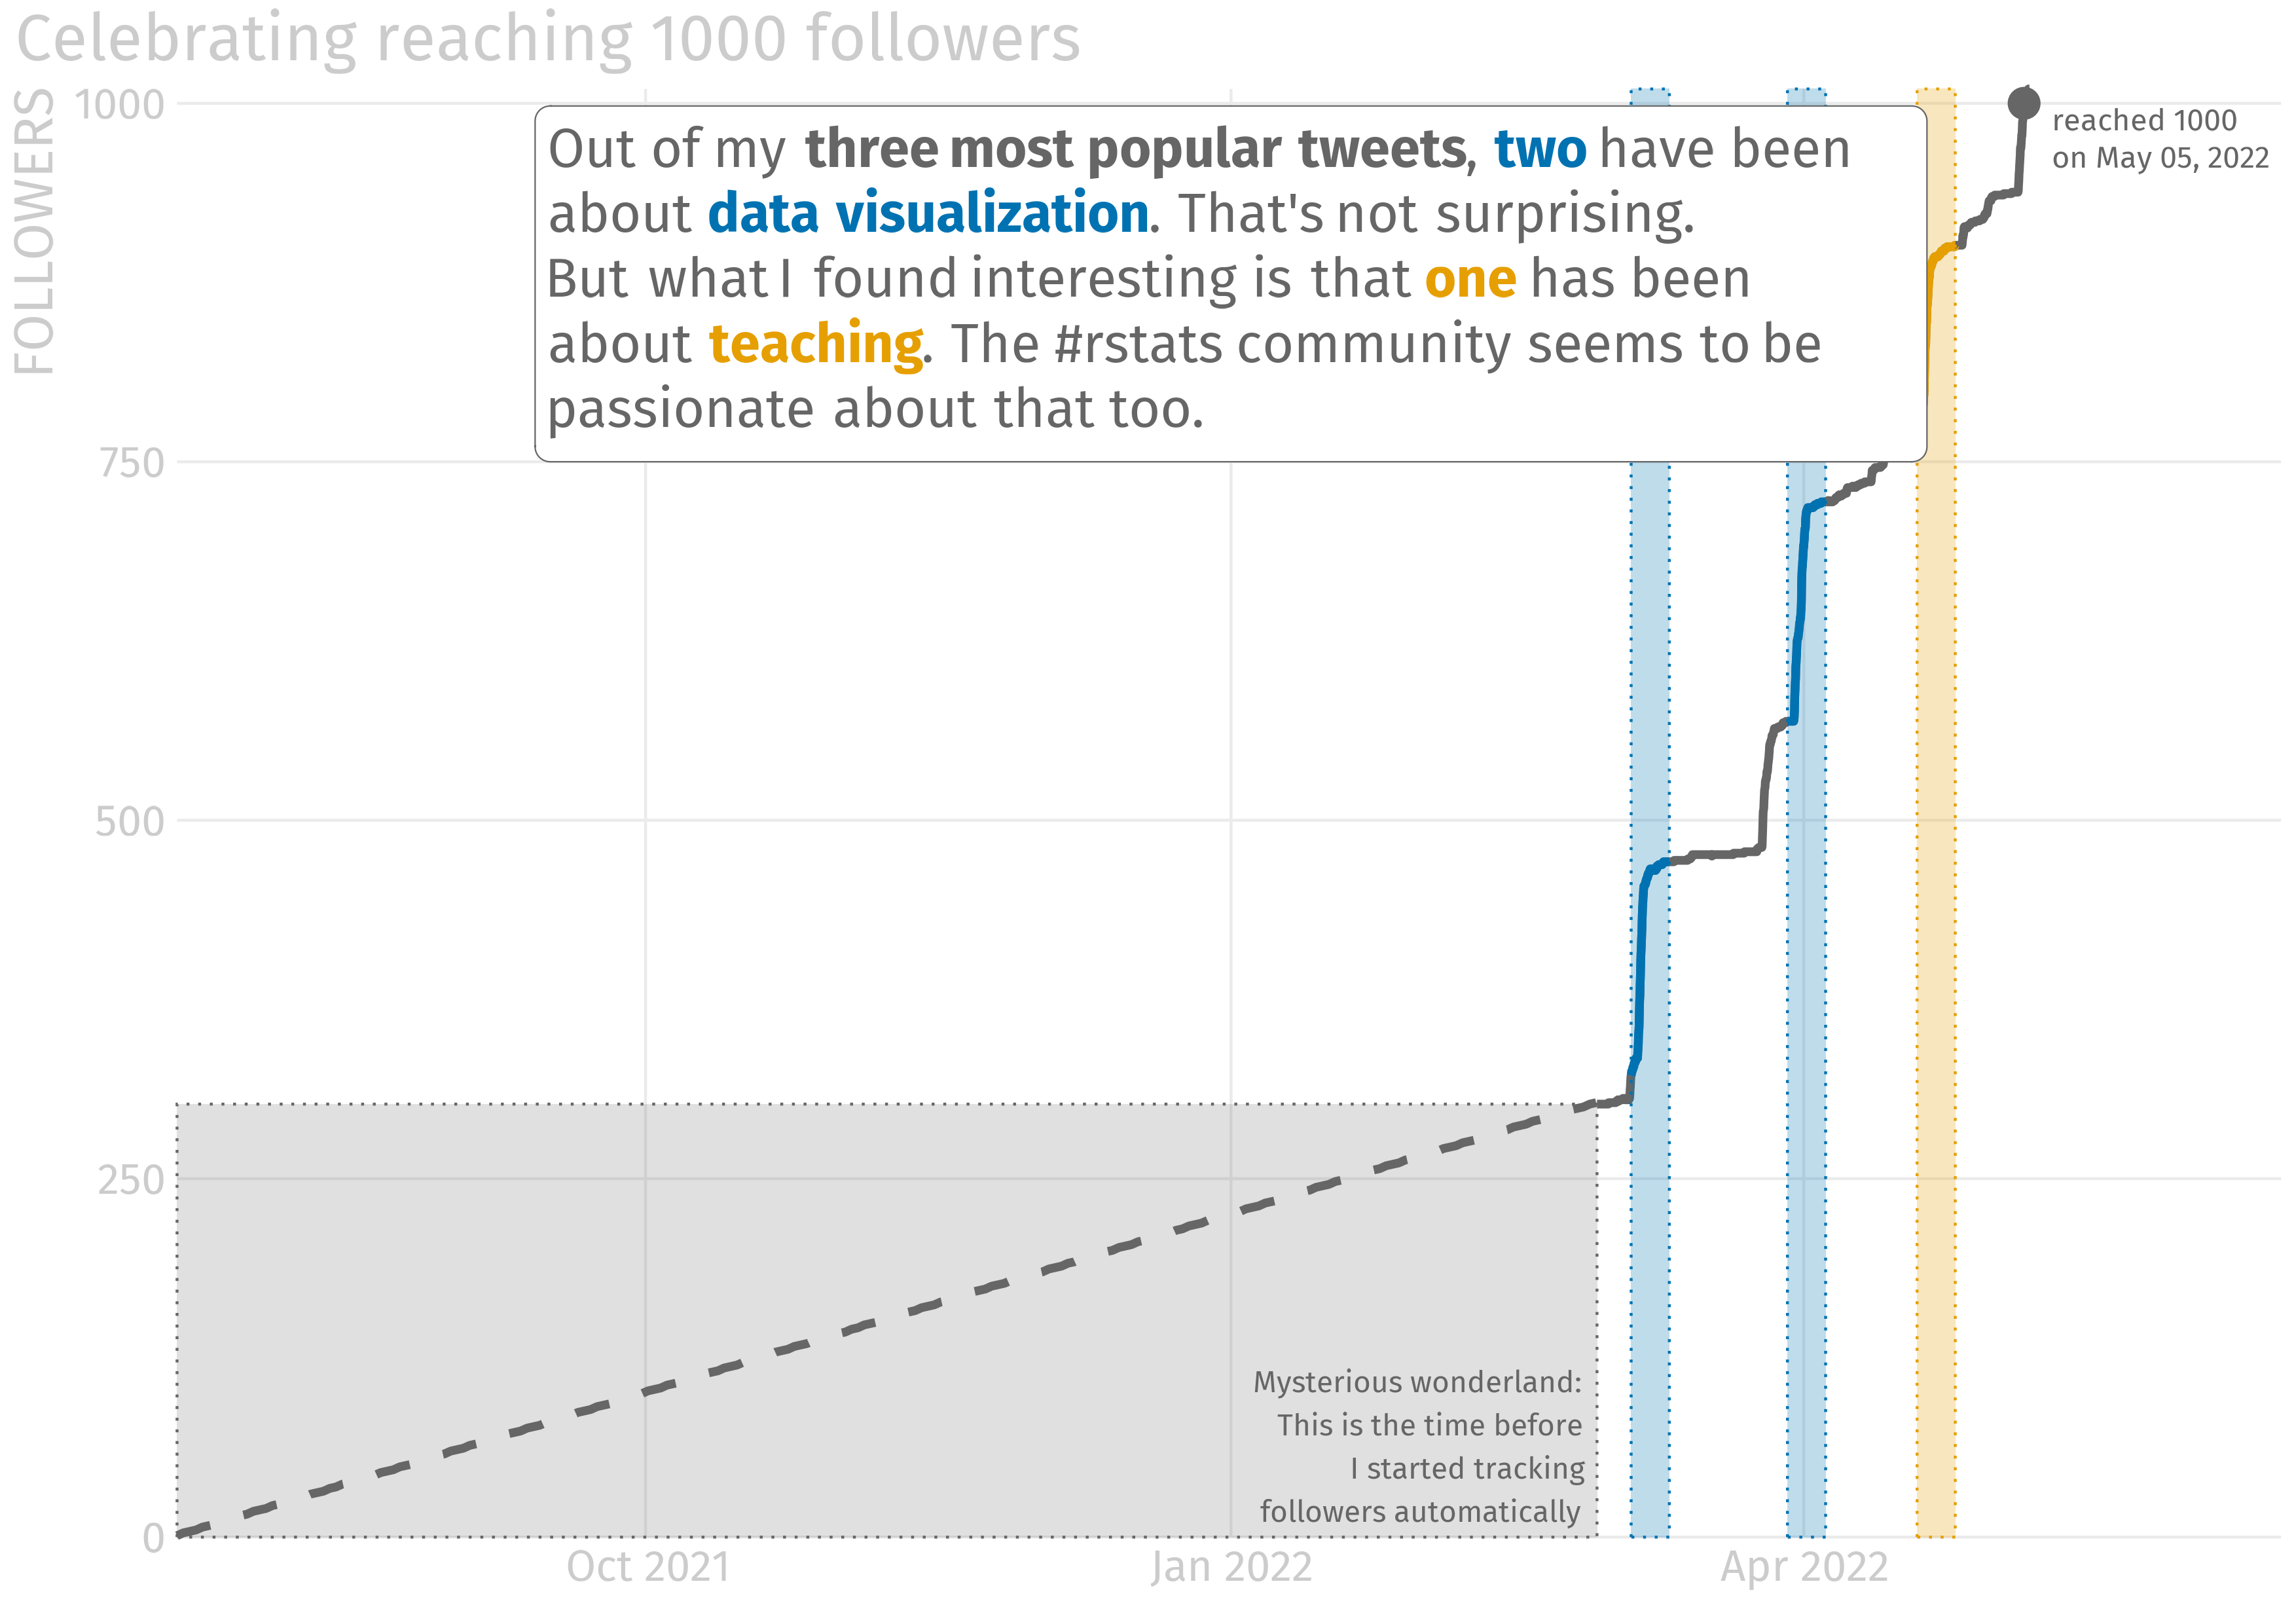 Celebrating reaching 1000 followers
FOLLOWERS
1000
750
500
250
0
Out of my three most popular tweets, two have been
about data visualization. That's not surprising.
But what I found interesting is that one has been
about teaching. The #rstats community seems to be
passionate about that too.
reached 1000
on May 05, 2022
Mysterious wonderland:
This is the time before
I started tracking
followers automatically
Oct 2021
Jan 2022
Apr 2022